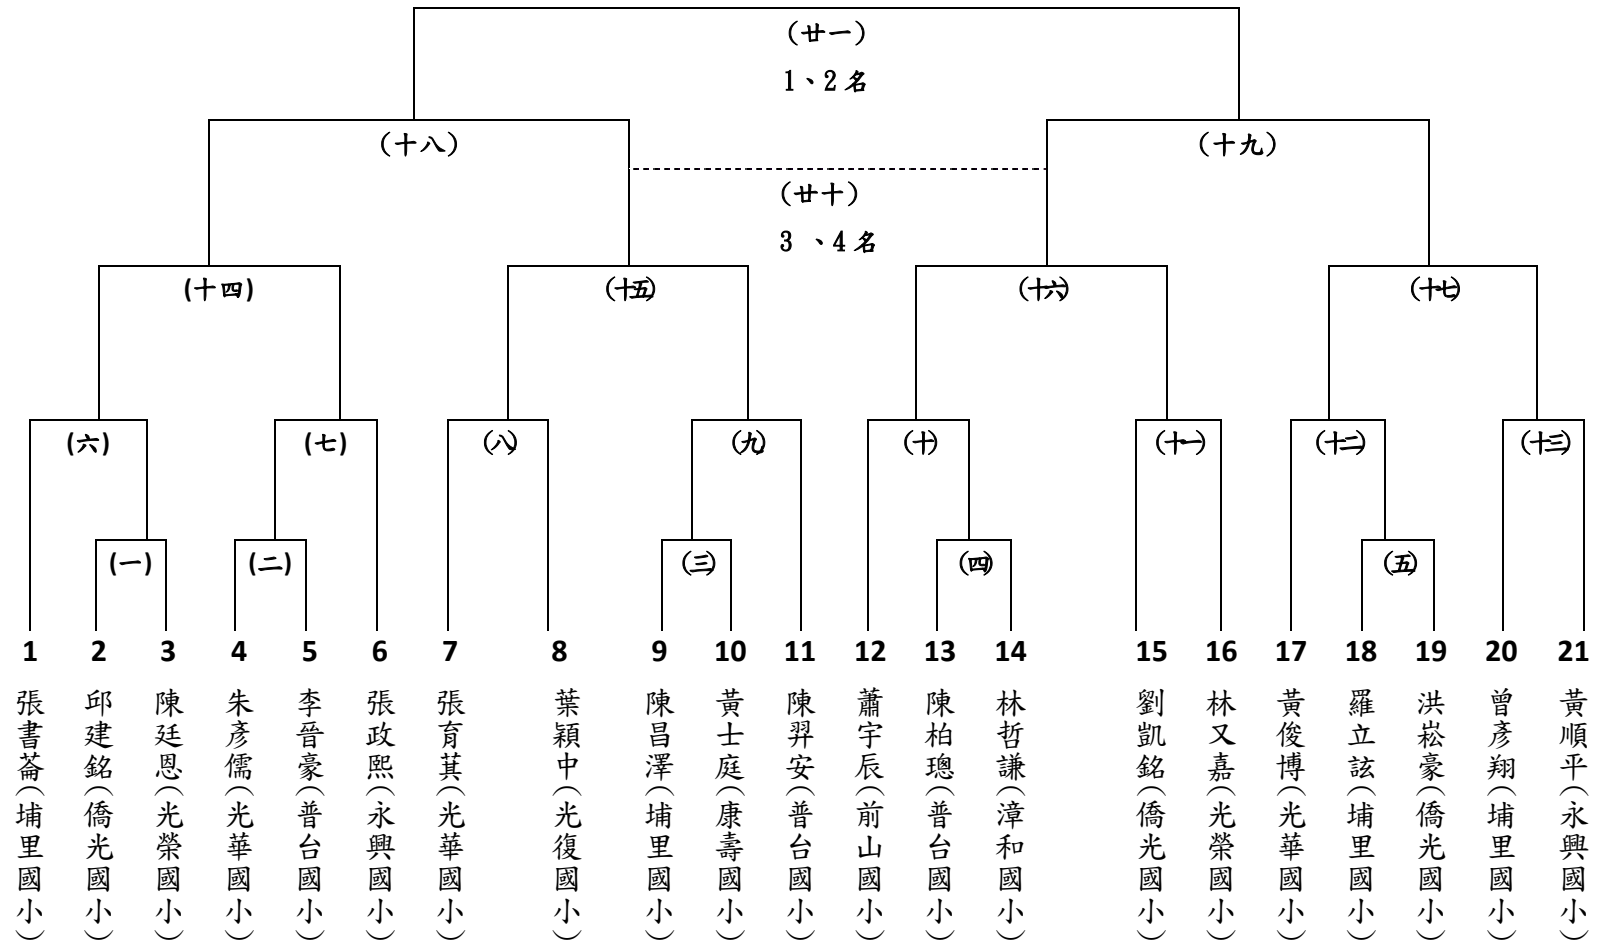 （廿一）
1、2名
（十八）
（十九）
（廿十）
3 、4名
(十四)
（十五）
（十六）
（十七）
(六)
(七)
（八）
（九）
（十）
（十一）
（十二）
（十三）
(一)
(二)
（三）
（四）
（五）
1 2 3 4 5 6 7 8 9 10 11 12 13 14 15 16 17 18 19 20 21
張書菕（埔里國小）
邱建銘（僑光國小）
陳廷恩（光榮國小）
朱彥儒（光華國小）
李晉豪（普台國小）
張政熙（永興國小）
張育萁（光華國小）
葉穎中（光復國小）
陳昌澤（埔里國小）
黃士庭（康壽國小）
陳羿安（普台國小）
蕭宇辰（前山國小）
陳柏璁（普台國小）
林哲謙（漳和國小）
劉凱銘（僑光國小）
林又嘉（光榮國小）
黃俊博（光華國小）
羅立誸（埔里國小）
洪崧豪（僑光國小）
曾彥翔（埔里國小）
黃順平（永興國小）